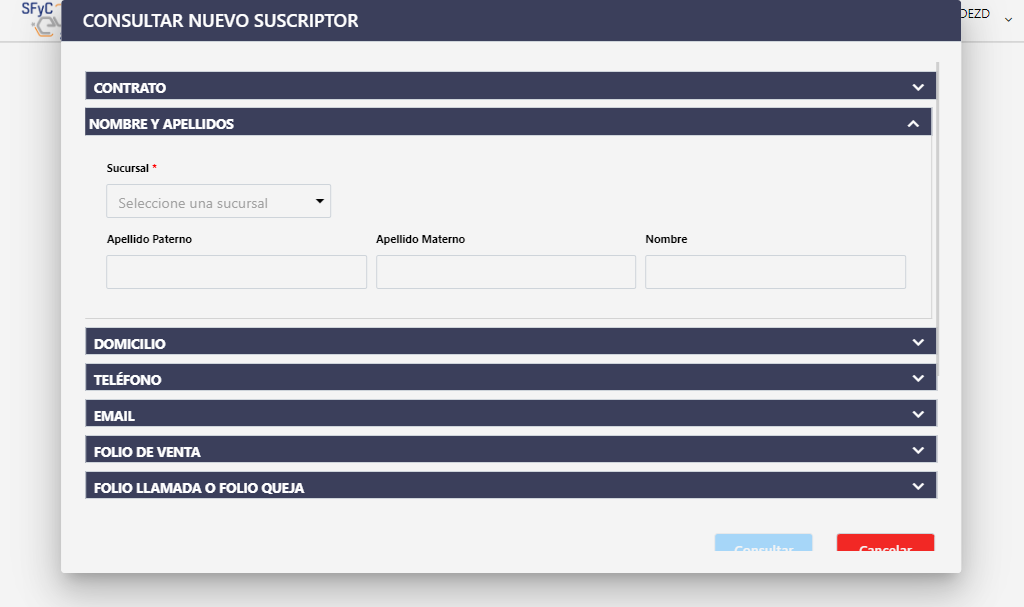 SFyC
CONSULTAR NUEVO SUSCRIPTOR
DEZD
CONTRATO
NOMBRE Y APELLIDOS
Sucursal *
Seleccione una sucursal
Apellido Paterno Apellido Materno Nombre
DOMICILIO
TELÉFONO
EMAIL
FOLIO DE VENTA
FOLIO LLAMADA O FOLIO QUEJA
Consultar Cancelar